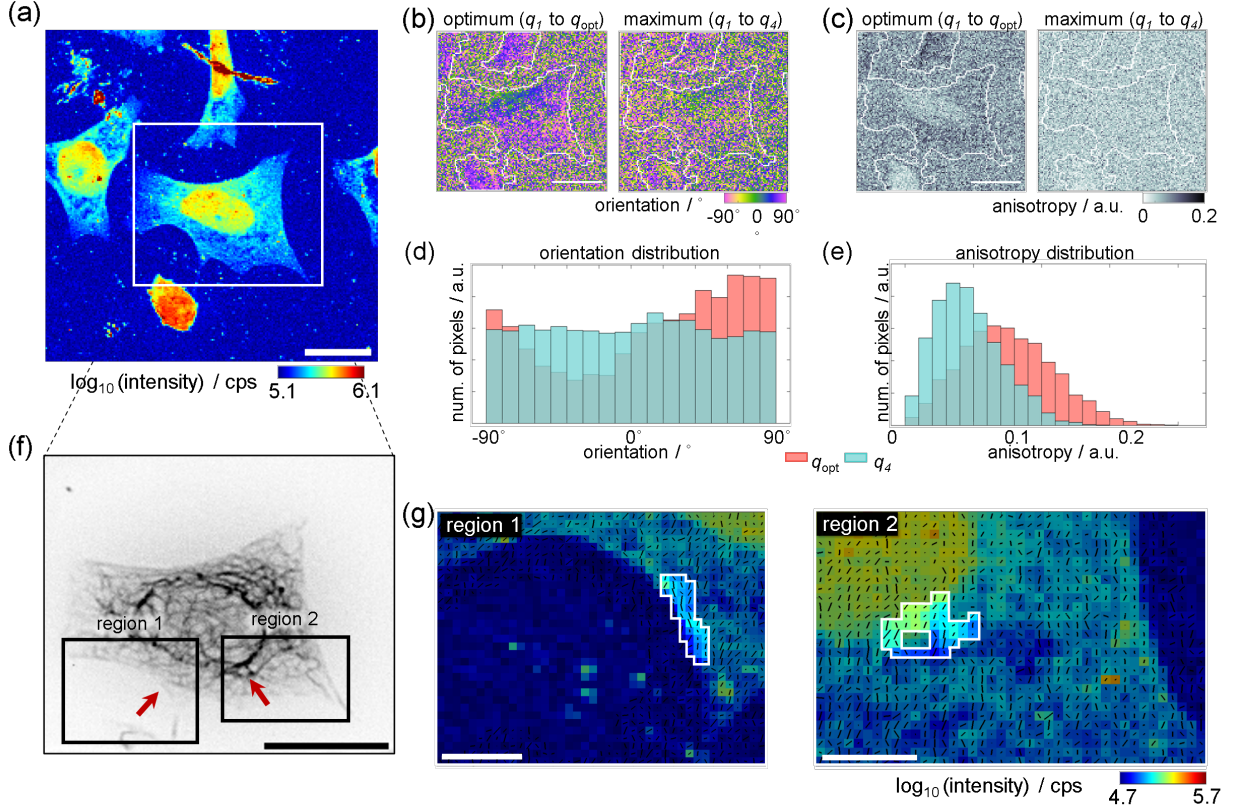 (a)
log₁₀(intensity) / cps
5.1 6.1
(b)
optimum (q₁ to qₒₚₜ) maximum (q₁ to q₄)
orientation / ° -90° 0 90°
°
(c)
optimum (q₁ to qₒₚₜ) maximum (q₁ to q₄)
anisotropy / a.u. 0 0.2
(d)
orientation distribution
num. of pixels / a.u.
-90° 0° 90°
orientation / °
(e)
anisotropy distribution
num. of pixels / a.u.
0 0.1 0.2
anisotropy / a.u.
qₒₚₜ q₄
(f)
region 1
region 2
(g)
region 1
region 2
log₁₀ (intensity) / cps
4.7 5.7